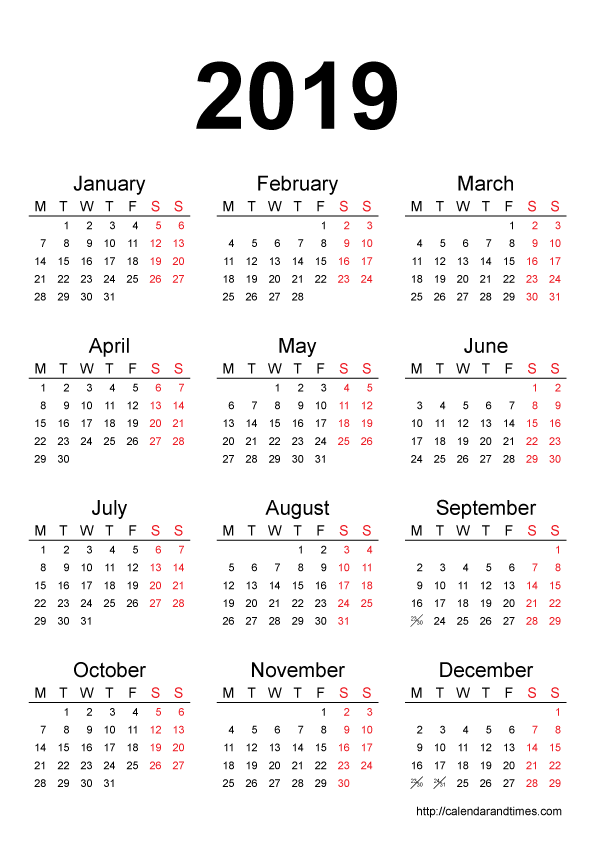 2019
January February March
M T W T F S S M T W T F S S M T W T F S S
1 2 3 4 5 6 1 2 3 1 2 3
7 8 9 10 11 12 13 4 5 6 7 8 9 10 4 5 6 7 8 9 10
14 15 16 17 18 19 20 11 12 13 14 15 16 17 11 12 13 14 15 16 17
21 22 23 24 25 26 27 18 19 20 21 22 23 24 18 19 20 21 22 23 24
28 29 30 31 25 26 27 28 25 26 27 28 29 30 31
April May June
M T W T F S S M T W T F S S M T W T F S S
1 2 3 4 5 6 7 1 2 3 4 5 1 2
8 9 10 11 12 13 14 6 7 8 9 10 11 12 3 4 5 6 7 8 9
15 16 17 18 19 20 21 13 14 15 16 17 18 19 10 11 12 13 14 15 16
22 23 24 25 26 27 28 20 21 22 23 24 25 26 17 18 19 20 21 22 23
29 30 27 28 29 30 31 24 25 26 27 28 29 30
July August September
M T W T F S S M T W T F S S M T W T F S S
1 2 3 4 5 6 7 1 2 3 4 1
8 9 10 11 12 13 14 5 6 7 8 9 10 11 2 3 4 5 6 7 8
15 16 17 18 19 20 21 12 13 14 15 16 17 18 9 10 11 12 13 14 15
22 23 24 25 26 27 28 19 20 21 22 23 24 25 16 17 18 19 20 21 22
29 30 31 26 27 28 29 30 31 23/30 24 25 26 27 28 29
October November December
M T W T F S S M T W T F S S M T W T F S S
1 2 3 4 5 6 1 2 3 1
7 8 9 10 11 12 13 4 5 6 7 8 9 10 2 3 4 5 6 7 8
14 15 16 17 18 19 20 11 12 13 14 15 16 17 9 10 11 12 13 14 15
21 22 23 24 25 26 27 18 19 20 21 22 23 24 16 17 18 19 20 21 22
28 29 30 31 25 26 27 28 29 30 23/30 24/31 25 26 27 28 29
http://calendarandtimes.com